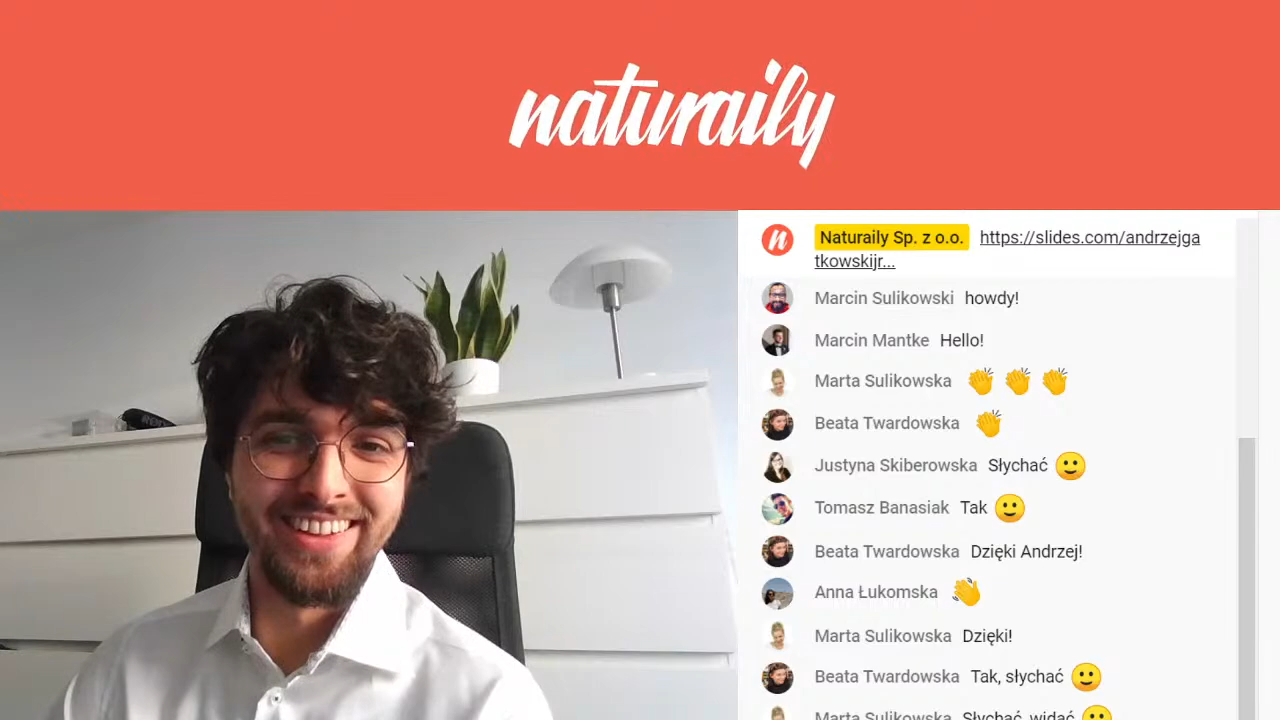 naturaily
Naturaily Sp. z o.o. https://slides.com/andrzejga
tkowskijr...
Marcin Sulikowski howdy!
Marcin Mantke Hello!
Marta Sulikowska 👏 👏 👏
Beata Twardowska 👏
Justyna Skiberowska Słychać 🙂
Tomasz Banasiak Tak 🙂
Beata Twardowska Dzięki Andrzej!
Anna Łukomska 👋
Marta Sulikowska Dzięki!
Beata Twardowska Tak, słychać 🙂
Marta Sulikowska Słychać, widać 🙂